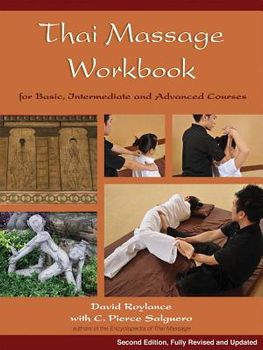 Thai Massage
Workbook
for Basic, Intermediate and Advanced Courses
David Roylance
with C. Pierce Salguero
authors of the Encyclopedia of Thai Massage
Second Edition, Fully Revised and Updated